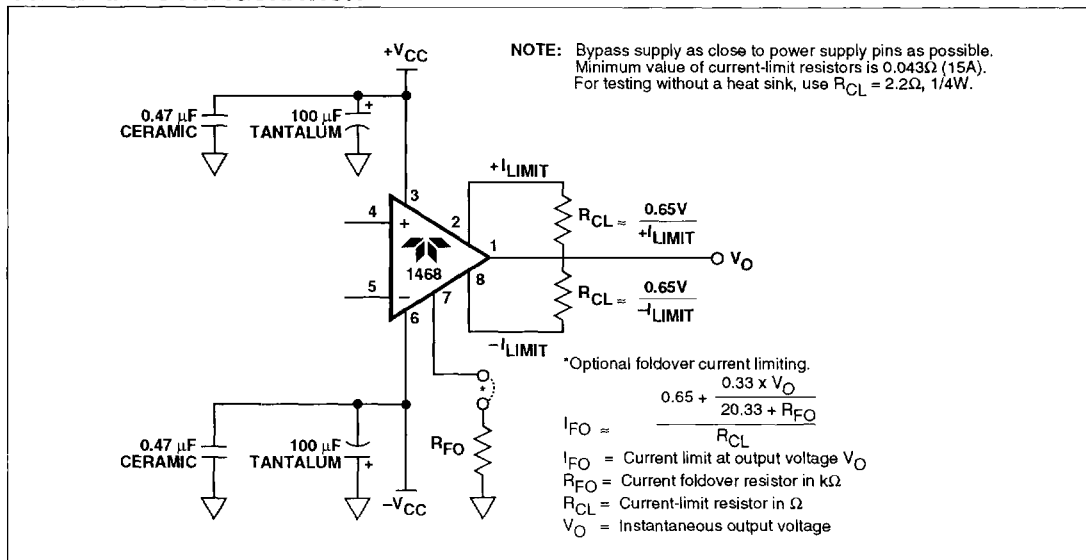 +VCC
NOTE: Bypass supply as close to power supply pins as possible.
Minimum value of current-limit resistors is 0.043Ω (15A).
For testing without a heat sink, use RCL = 2.2Ω, 1/4W.
0.47 µF
CERAMIC
100 µF
TANTALUM
+
+ILIMIT
3
4
+
2
RCL ≈ 0.65V / +ILIMIT
1
1468
VO
8
5
−
7
RCL ≈ 0.65V / −ILIMIT
6
−ILIMIT
*Optional foldover current limiting.
*
IFO ≈ (0.65 + (0.33 x VO) / (20.33 + RFO)) / RCL
RFO
0.47 µF
CERAMIC
100 µF
TANTALUM
+
−VCC
IFO = Current limit at output voltage VO
RFO = Current foldover resistor in kΩ
RCL = Current-limit resistor in Ω
VO = Instantaneous output voltage